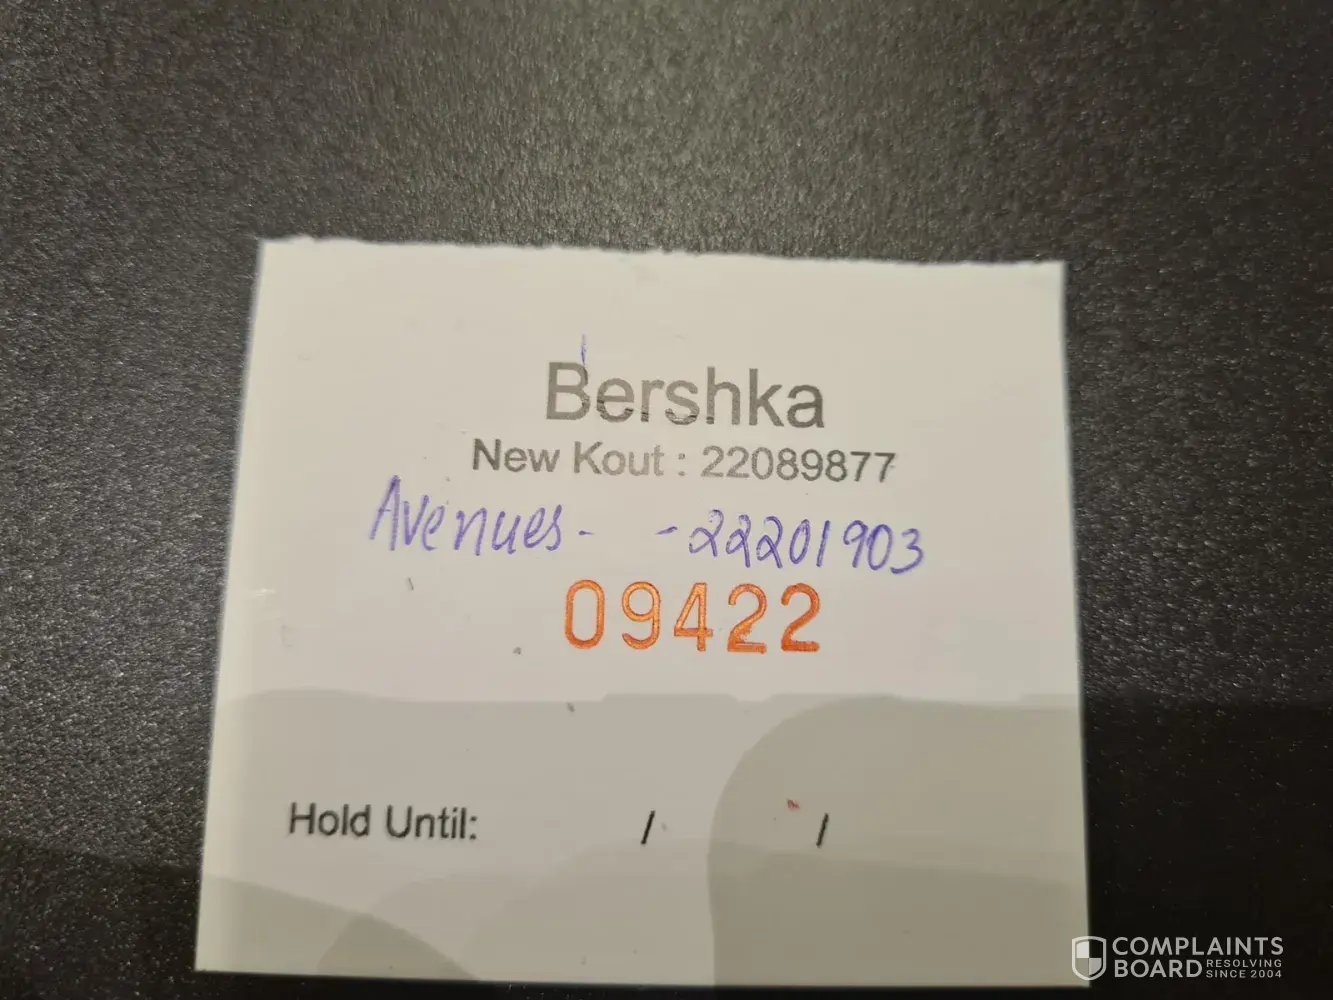 Bershka
New Kout : 22089877
Avenues- -22201903
09422
Hold Until: / /
COMPLAINTS
BOARD RESOLVING
SINCE 2004